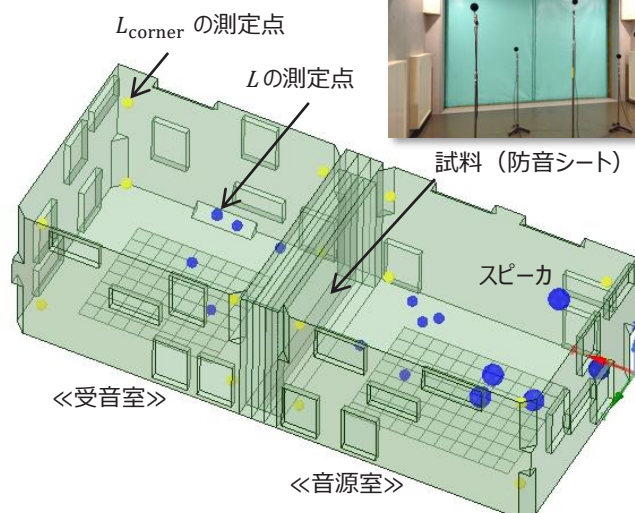 L_corner の測定点
Lの測定点
試料（防音シート）
スピーカ
≪受音室≫
≪音源室≫